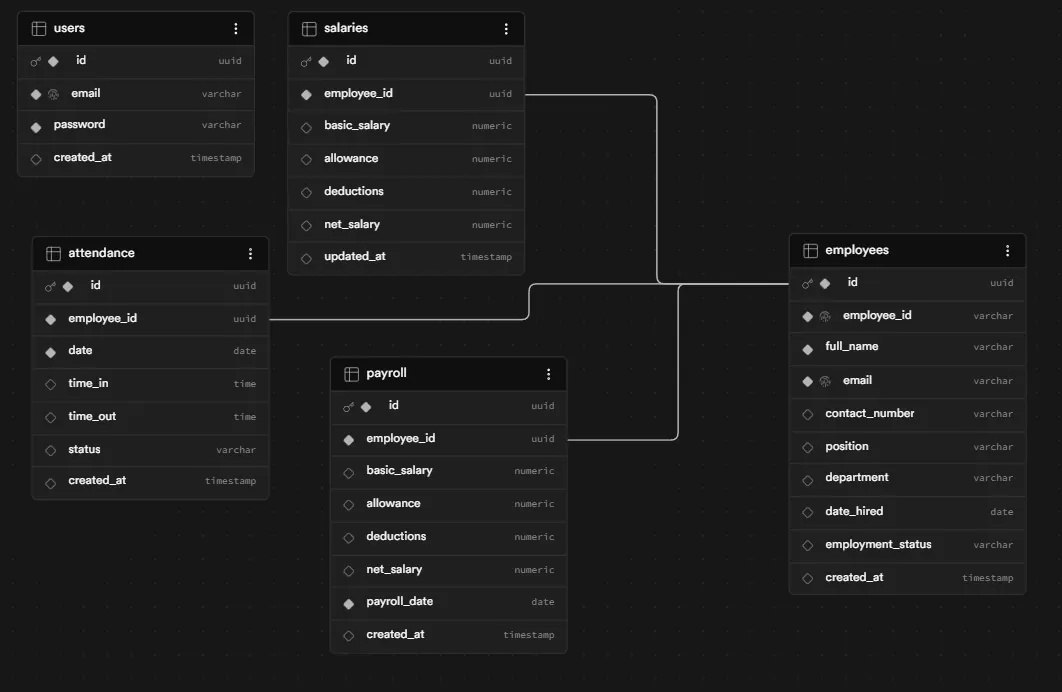 users
id uuid
email varchar
password varchar
created_at timestamp
salaries
id uuid
employee_id uuid
basic_salary numeric
allowance numeric
deductions numeric
net_salary numeric
updated_at timestamp
attendance
id uuid
employee_id uuid
date date
time_in time
time_out time
status varchar
created_at timestamp
payroll
id uuid
employee_id uuid
basic_salary numeric
allowance numeric
deductions numeric
net_salary numeric
payroll_date date
created_at timestamp
employees
id uuid
employee_id varchar
full_name varchar
email varchar
contact_number varchar
position varchar
department varchar
date_hired date
employment_status varchar
created_at timestamp